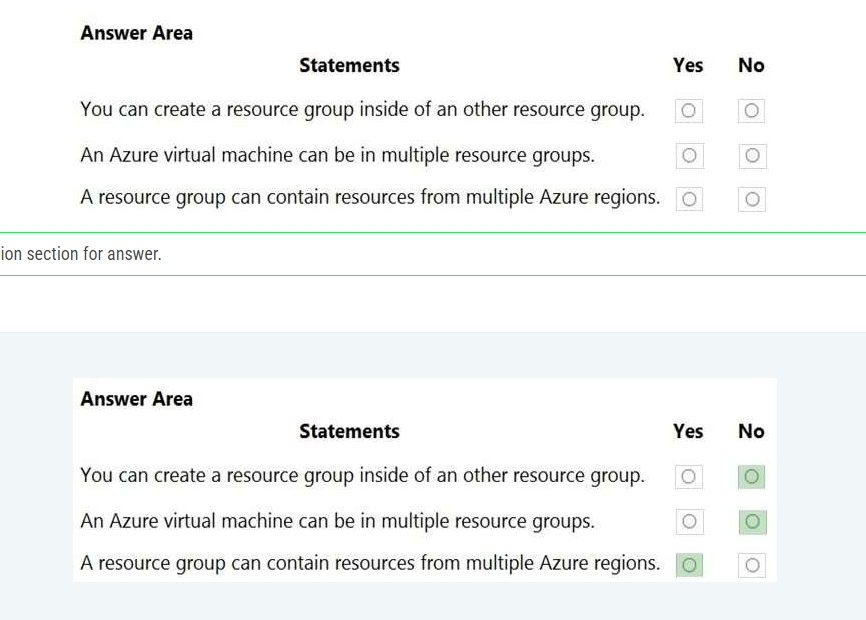 Answer Area
Statements Yes No
You can create a resource group inside of an other resource group.
An Azure virtual machine can be in multiple resource groups.
A resource group can contain resources from multiple Azure regions.
ion section for answer.
Answer Area
Statements Yes No
You can create a resource group inside of an other resource group.
An Azure virtual machine can be in multiple resource groups.
A resource group can contain resources from multiple Azure regions.